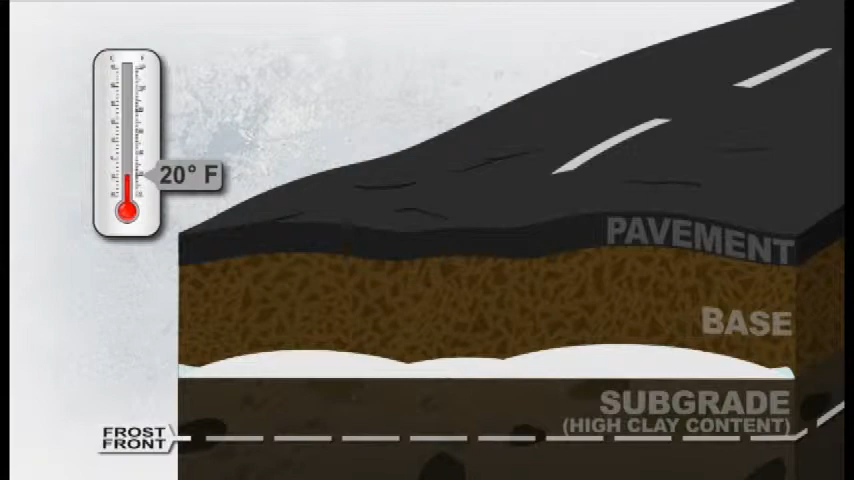 20° F
PAVEMENT
BASE
SUBGRADE
(HIGH CLAY CONTENT)
FROST
FRONT